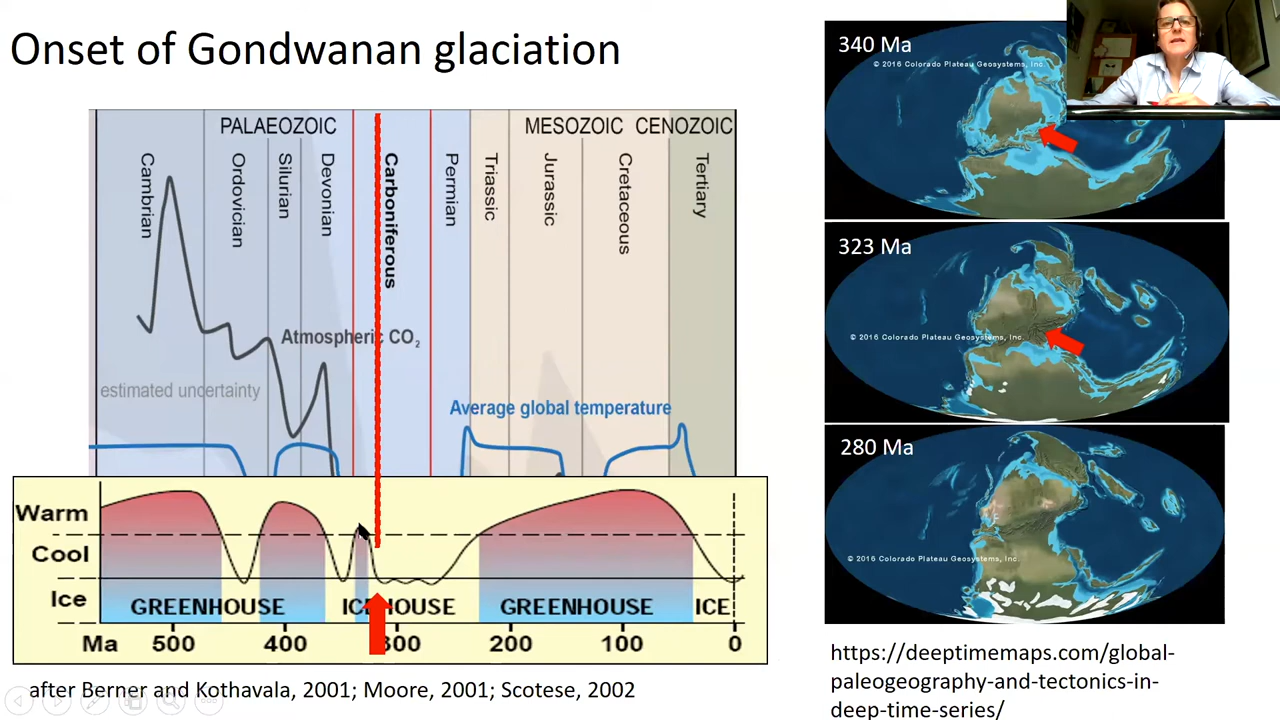 Onset of Gondwanan glaciation
PALAEOZOIC
MESOZOIC
CENOZOIC
Cambrian
Ordovician
Silurian
Devonian
Carboniferous
Permian
Triassic
Jurassic
Cretaceous
Tertiary
Atmospheric CO₂
estimated uncertainty
Average global temperature
Warm
Cool
Ice
GREENHOUSE
ICEHOUSE
GREENHOUSE
ICE
Ma 500 400 300 200 100 0
after Berner and Kothavala, 2001; Moore, 2001; Scotese, 2002
340 Ma
© 2016 Colorado Plateau Geosystems, Inc.
323 Ma
© 2016 Colorado Plateau Geosystems, Inc.
280 Ma
© 2016 Colorado Plateau Geosystems, Inc.
https://deeptimemaps.com/global-
paleogeography-and-tectonics-in-
deep-time-series/